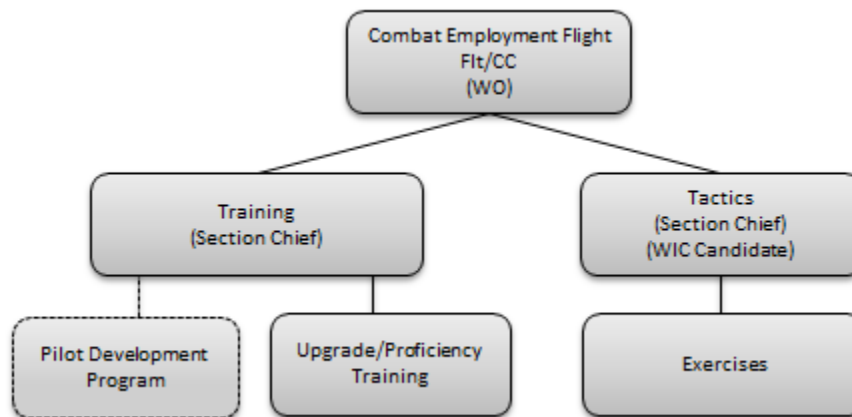 Combat Employment Flight
Flt/CC
(WO)
Training
(Section Chief)
Tactics
(Section Chief)
(WIC Candidate)
Pilot Development
Program
Upgrade/Proficiency
Training
Exercises